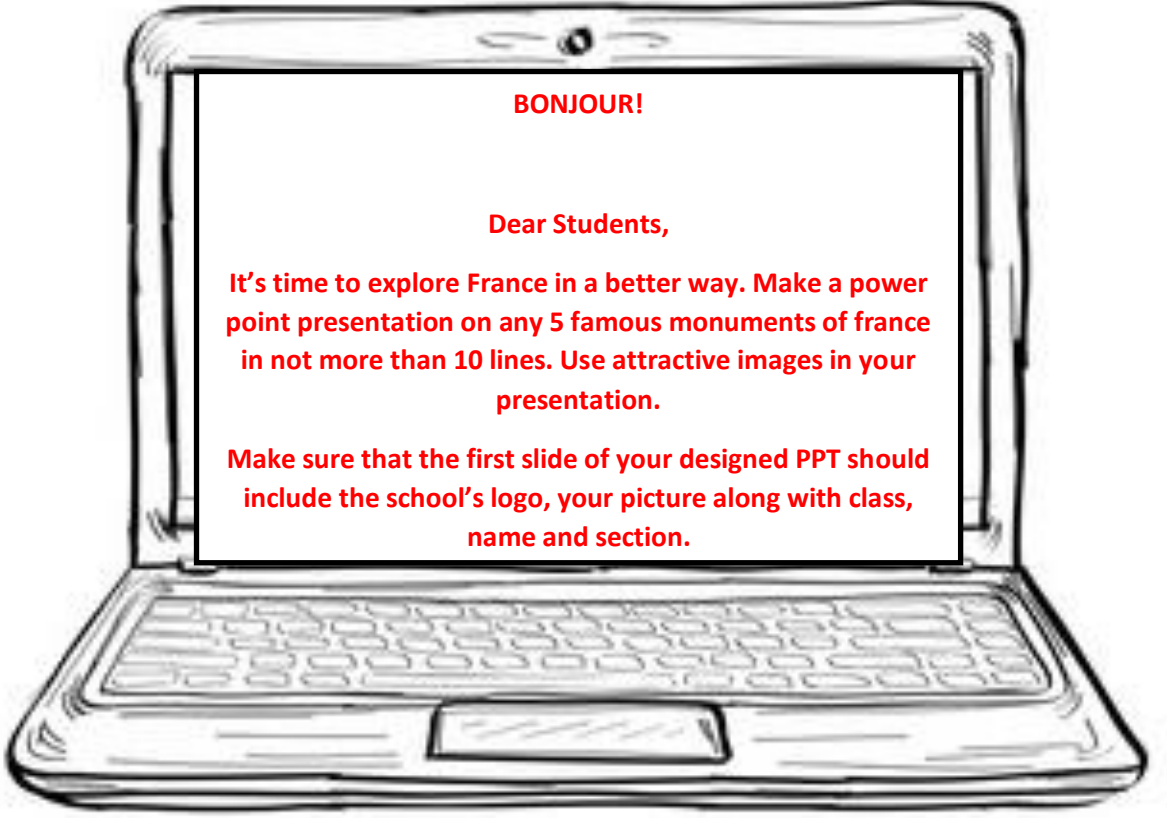 BONJOUR!
Dear Students,
It’s time to explore France in a better way. Make a power
point presentation on any 5 famous monuments of france
in not more than 10 lines. Use attractive images in your
presentation.
Make sure that the first slide of your designed PPT should
include the school’s logo, your picture along with class,
name and section.